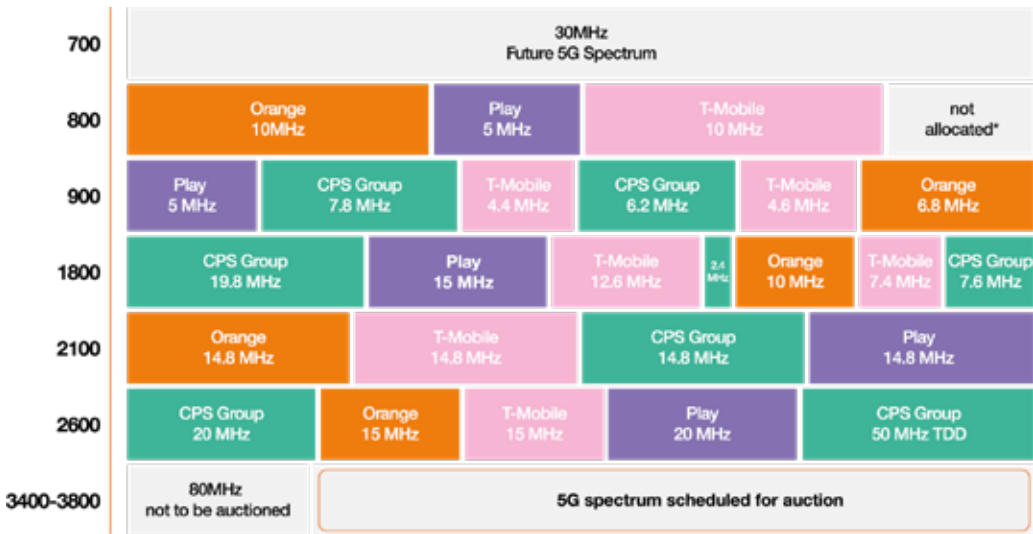 700
30MHz
Future 5G Spectrum
800
Orange
10MHz
Play
5 MHz
T-Mobile
10 MHz
not
allocated*
900
Play
5 MHz
CPS Group
7.8 MHz
T-Mobile
4.4 MHz
CPS Group
6.2 MHz
T-Mobile
4.6 MHz
Orange
6.8 MHz
1800
CPS Group
19.8 MHz
Play
15 MHz
T-Mobile
12.6 MHz
2.4
MHz
Orange
10 MHz
T-Mobile
7.4 MHz
CPS Group
7.6 MHz
2100
Orange
14.8 MHz
T-Mobile
14.8 MHz
CPS Group
14.8 MHz
Play
14.8 MHz
2600
CPS Group
20 MHz
Orange
15 MHz
T-Mobile
15 MHz
Play
20 MHz
CPS Group
50 MHz TDD
3400-3800
80MHz
not to be auctioned
5G spectrum scheduled for auction